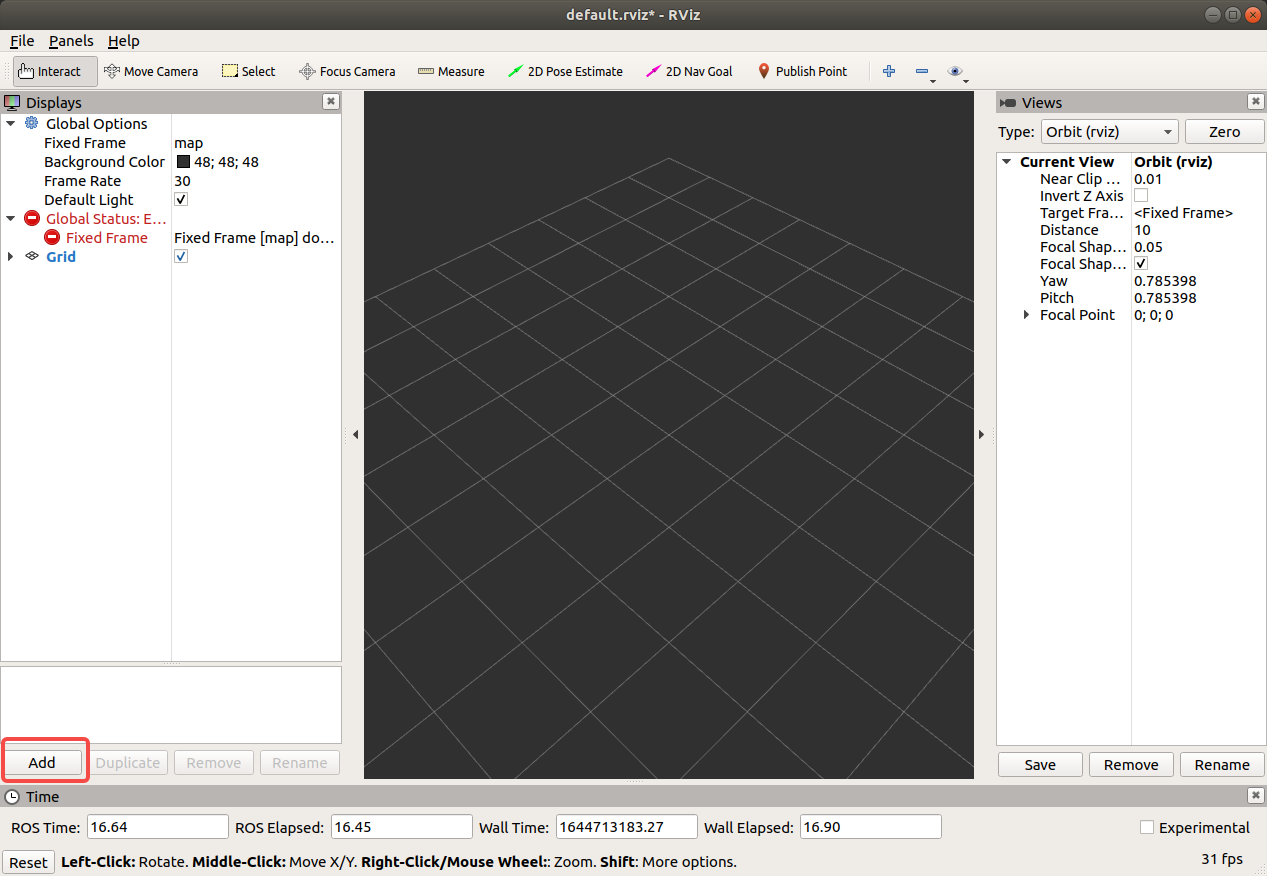 default.rviz* - RViz
File Panels Help
Interact Move Camera Select Focus Camera Measure 2D Pose Estimate 2D Nav Goal Publish Point
Displays
Global Options
Fixed Frame map
Background Color 48; 48; 48
Frame Rate 30
Default Light
Global Status: E...
Fixed Frame Fixed Frame [map] do...
Grid
Add Duplicate Remove Rename
Views
Type: Orbit (rviz) Zero
Current View Orbit (rviz)
Near Clip ... 0.01
Invert Z Axis
Target Fra... <Fixed Frame>
Distance 10
Focal Shap... 0.05
Focal Shap...
Yaw 0.785398
Pitch 0.785398
Focal Point 0; 0; 0
Save Remove Rename
Time
ROS Time: 16.64 ROS Elapsed: 16.45 Wall Time: 1644713183.27 Wall Elapsed: 16.90 Experimental
Reset Left-Click: Rotate. Middle-Click: Move X/Y. Right-Click/Mouse Wheel:: Zoom. Shift: More options. 31 fps